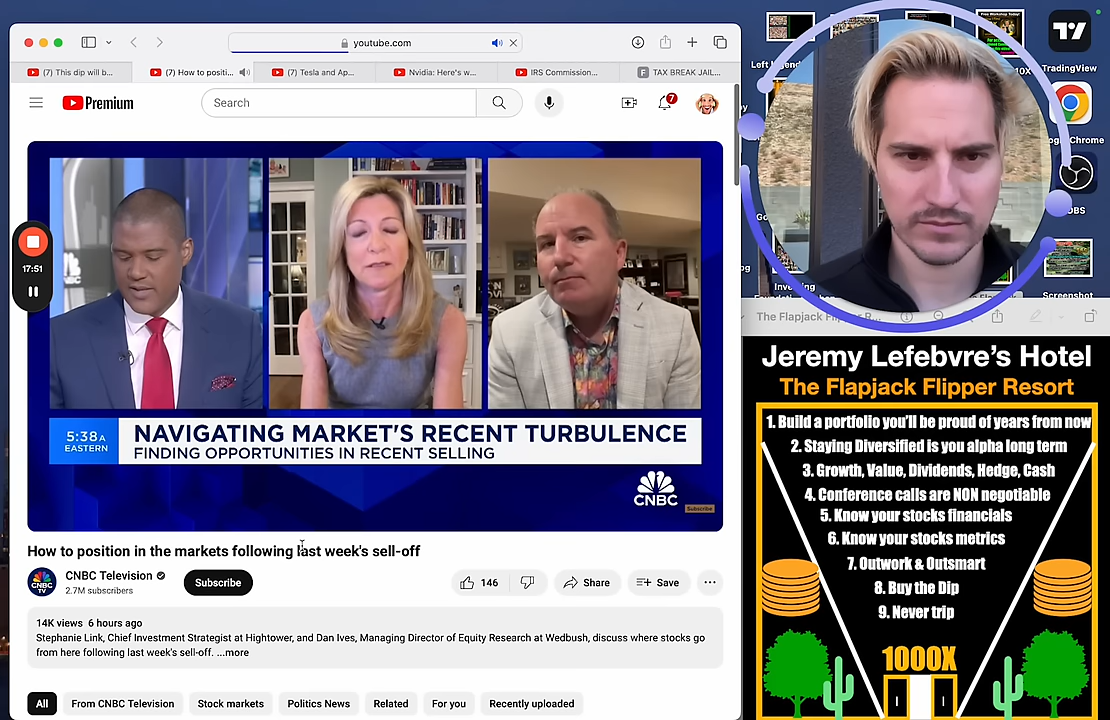 youtube.com
(7) This dip will b...
(7) How to positi...
(7) Tesla and Ap...
Nvidia: Here's w...
IRS Commission...
TAX BREAK JAIL...
Premium
Search
7
17:51
5:38A
EASTERN
NAVIGATING MARKET'S RECENT TURBULENCE
FINDING OPPORTUNITIES IN RECENT SELLING
CNBC
Subscribe
How to position in the markets following last week's sell-off
CNBC Television
2.7M subscribers
Subscribe
146
Share
Save
14K views 6 hours ago
Stephanie Link, Chief Investment Strategist at Hightower, and Dan Ives, Managing Director of Equity Research at Wedbush, discuss where stocks go
from here following last week's sell-off. ...more
All
From CNBC Television
Stock markets
Politics News
Related
For you
Recently uploaded
TradingView
Chrome
OBS
Screenshot
Jeremy Lefebvre's Hotel
The Flapjack Flipper Resort
1. Build a portfolio you'll be proud of years from now
2. Staying Diversified is you alpha long term
3. Growth, Value, Dividends, Hedge, Cash
4. Conference calls are NON negotiable
5. Know your stocks financials
6. Know your stocks metrics
7. Outwork & Outsmart
8. Buy the Dip
9. Never trip
1000X